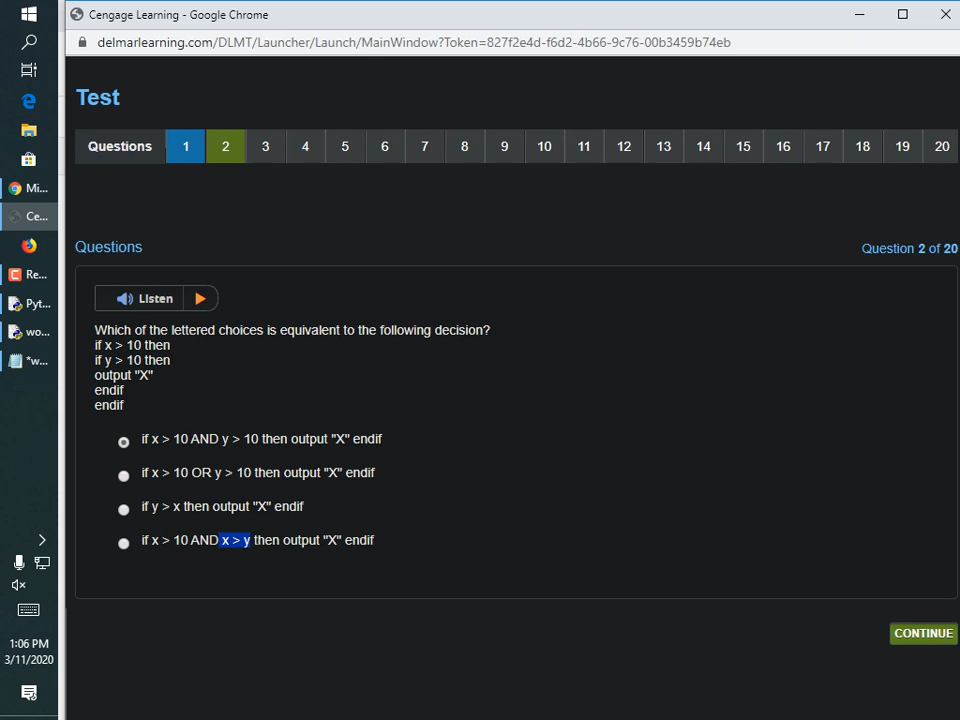 Cengage Learning - Google Chrome
delmarlearning.com/DLMT/Launcher/Launch/MainWindow?Token=827f2e4d-f6d2-4b66-9c76-00b3459b74eb
Test
Questions 1 2 3 4 5 6 7 8 9 10 11 12 13 14 15 16 17 18 19 20
Mi...
Ce...
Re...
Pyt...
wo...
*w...
Questions
Question 2 of 20
Listen
Which of the lettered choices is equivalent to the following decision?
if x > 10 then
if y > 10 then
output "X"
endif
endif
if x > 10 AND y > 10 then output "X" endif
if x > 10 OR y > 10 then output "X" endif
if y > x then output "X" endif
if x > 10 AND x > y then output "X" endif
CONTINUE
1:06 PM
3/11/2020